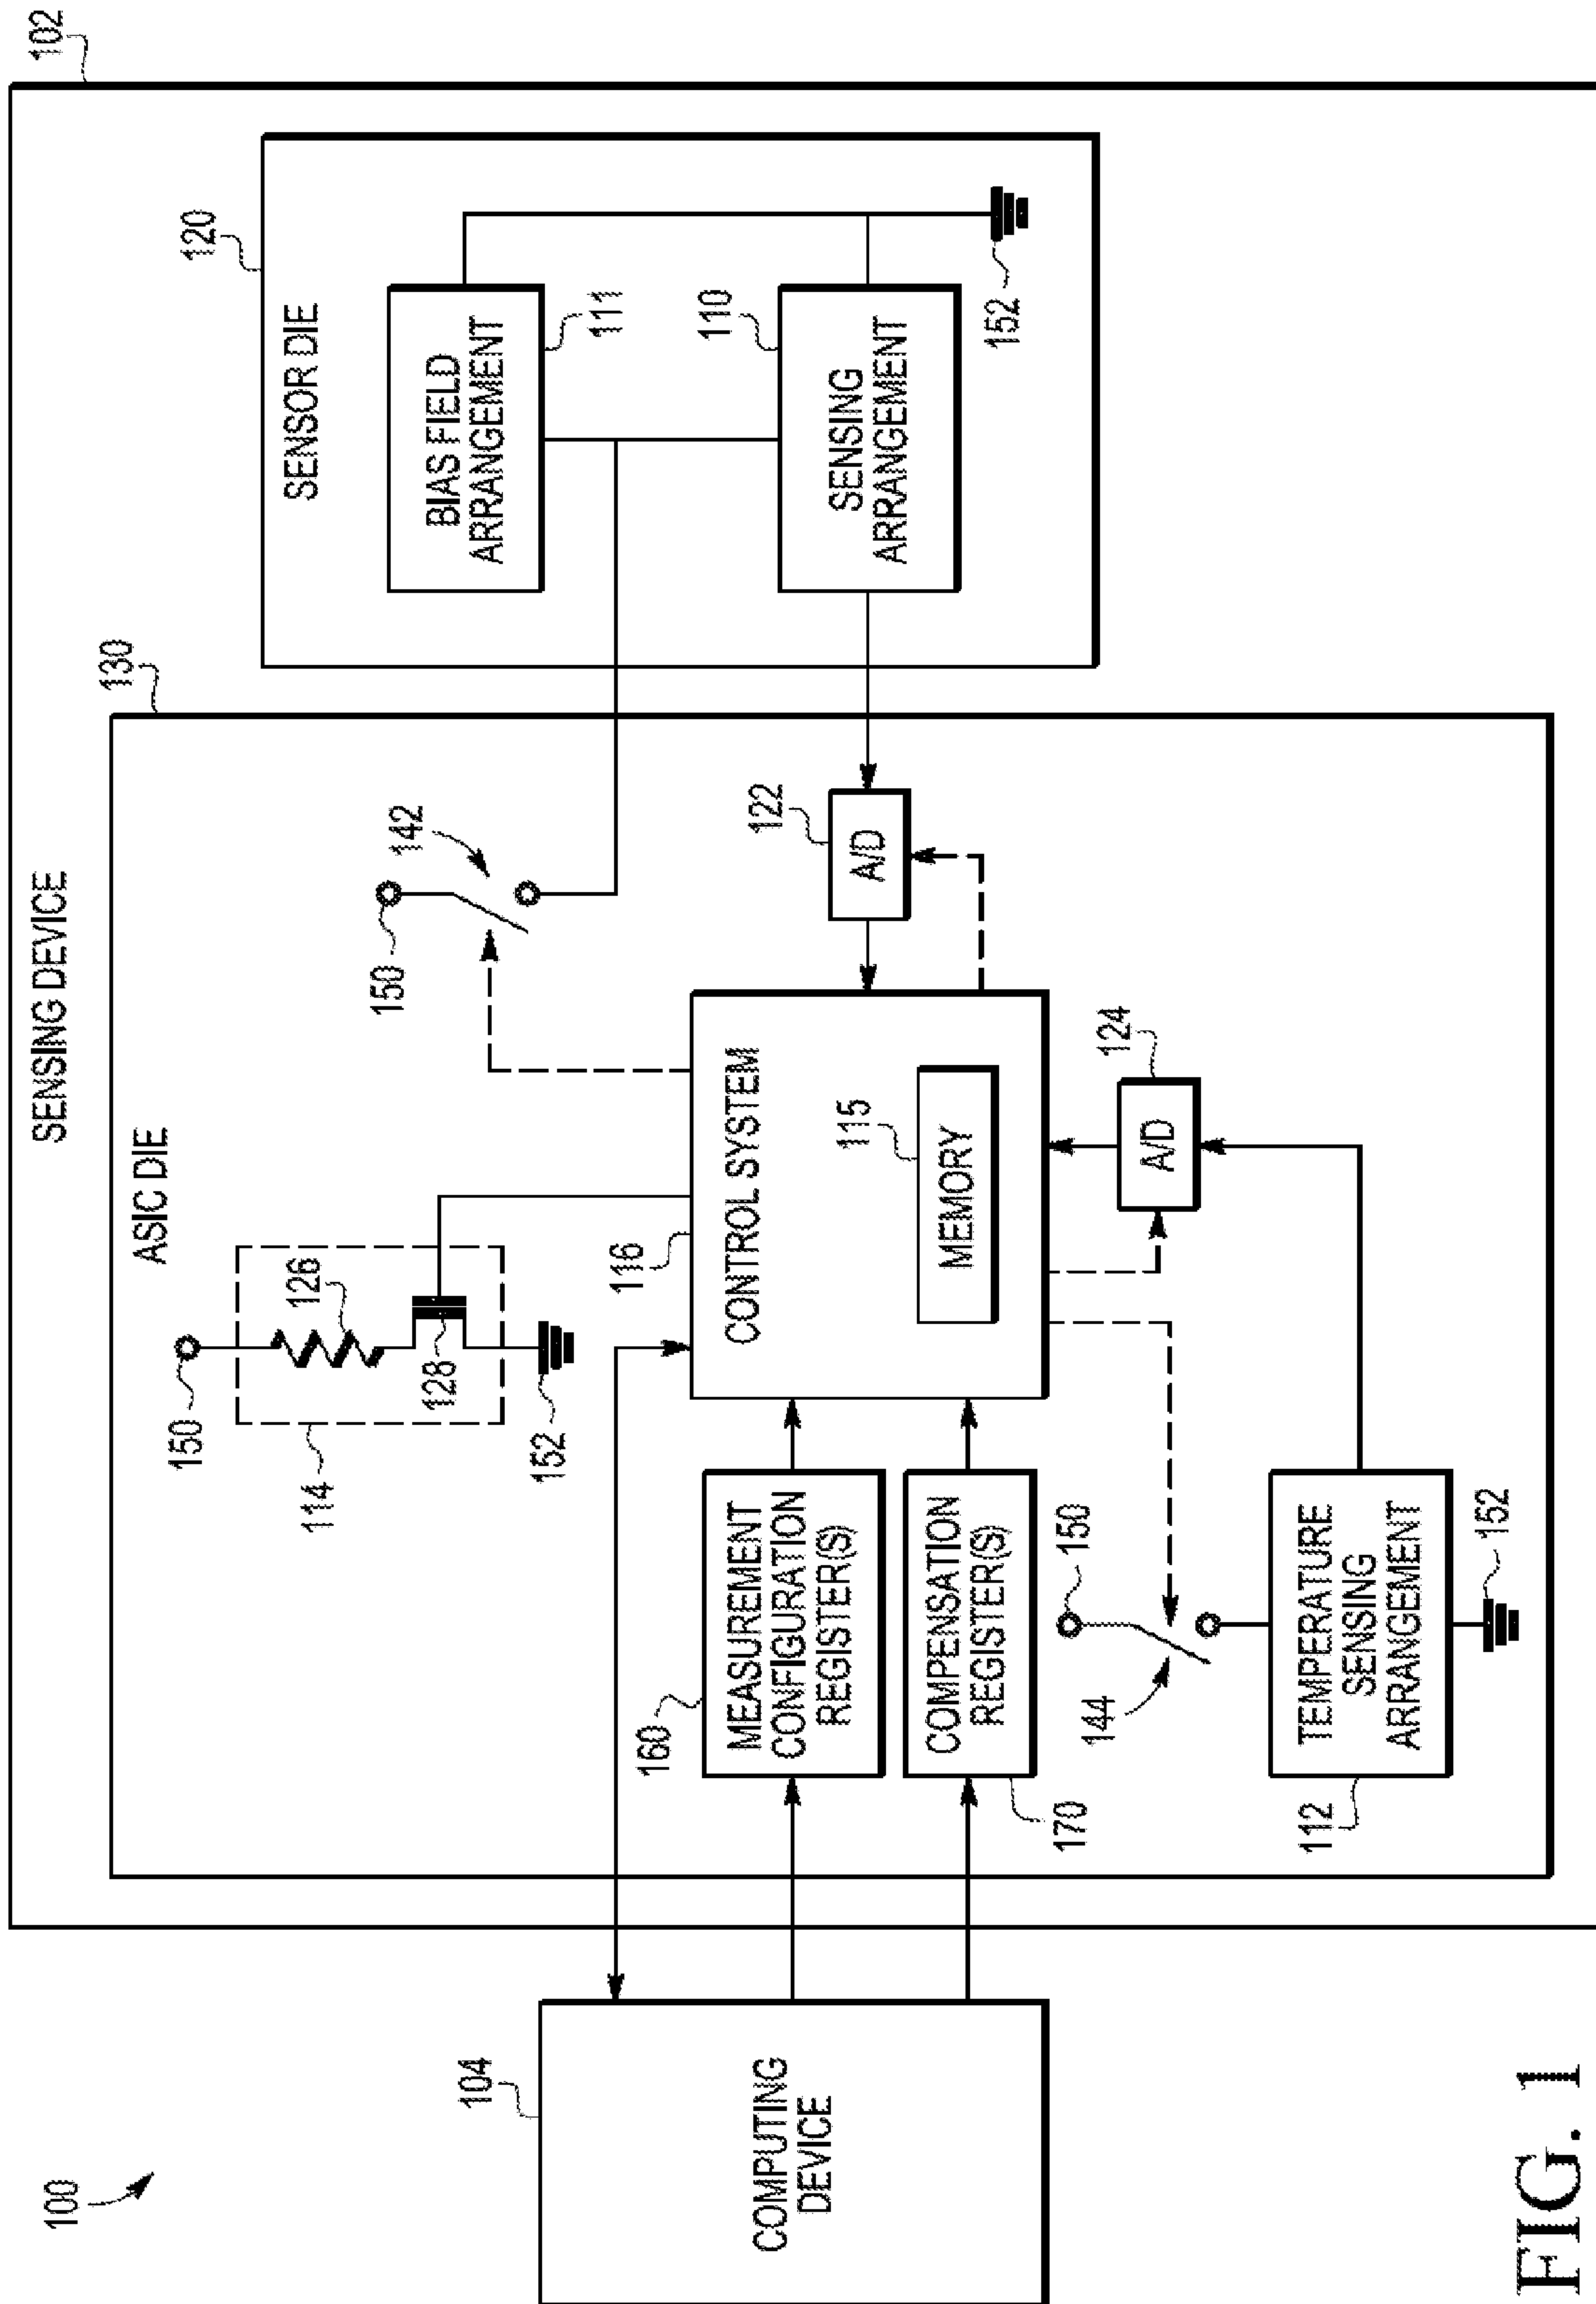 100
102
SENSING DEVICE
130
ASIC DIE
120
SENSOR DIE
104
COMPUTING
DEVICE
150
114
126
128
152
150
142
BIAS FIELD
ARRANGEMENT
111
160
MEASUREMENT
CONFIGURATION
REGISTER(S)
116
CONTROL SYSTEM
115
MEMORY
122
A/D
110
SENSING
ARRANGEMENT
152
COMPENSATION
REGISTER(S)
170
150
144
124
A/D
112
TEMPERATURE
SENSING
ARRANGEMENT
152
FIG. 1